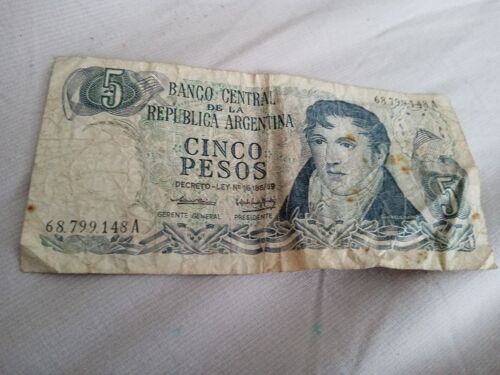 5
BANCO CENTRAL
DE LA
REPUBLICA ARGENTINA
68.799.148 A
CINCO
PESOS
DECRETO-LEY Nº 18.188/69
68.799.148 A
GERENTE GENERAL PRESIDENTE
5